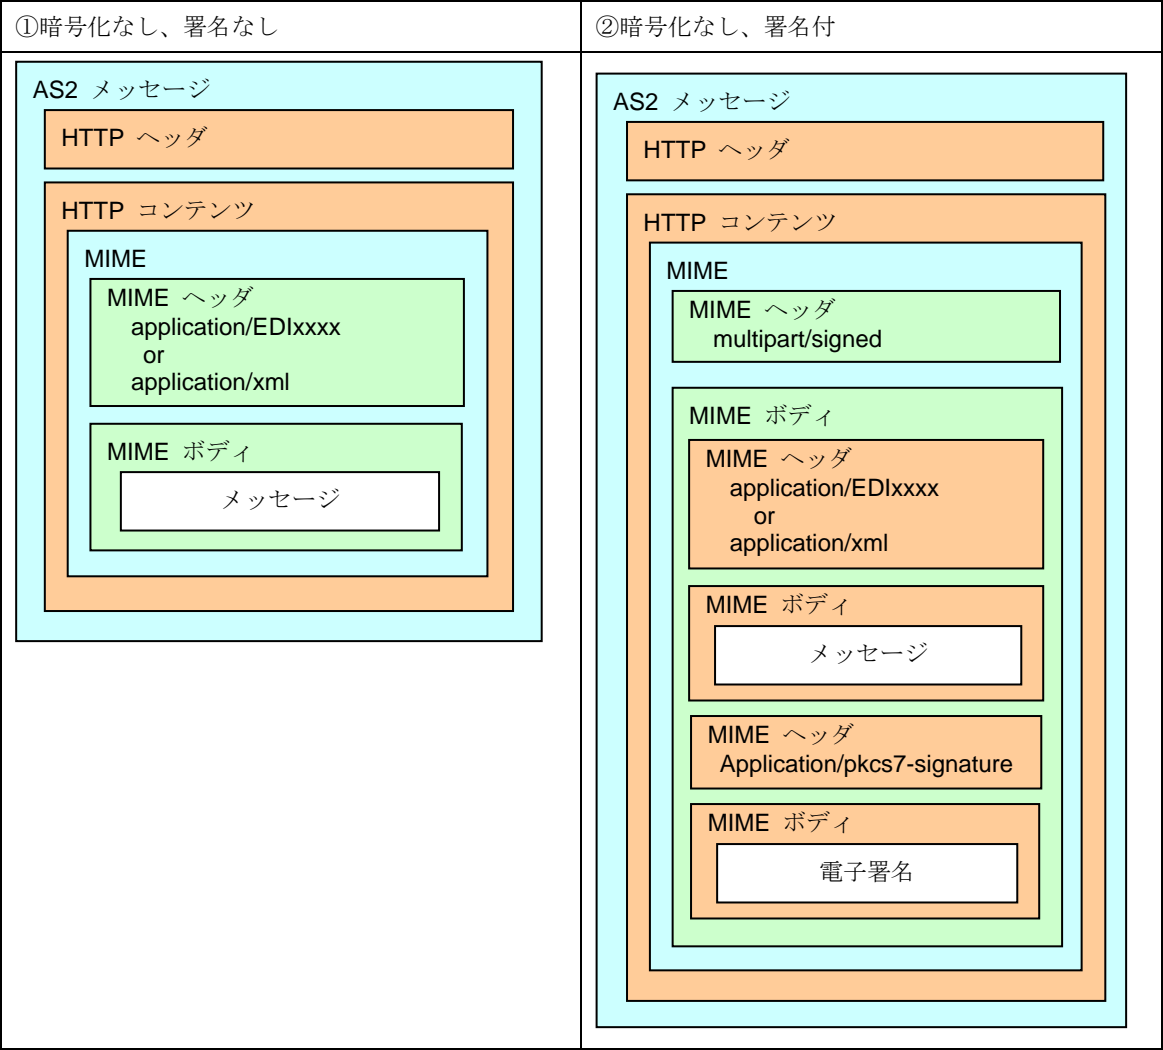 ①暗号化なし、署名なし
AS2 メッセージ
HTTP ヘッダ
HTTP コンテンツ
MIME
MIME ヘッダ
application/EDIxxxx
or
application/xml
MIME ボディ
メッセージ
②暗号化なし、署名付
AS2 メッセージ
HTTP ヘッダ
HTTP コンテンツ
MIME
MIME ヘッダ
multipart/signed
MIME ボディ
MIME ヘッダ
application/EDIxxxx
or
application/xml
MIME ボディ
メッセージ
MIME ヘッダ
Application/pkcs7-signature
MIME ボディ
電子署名